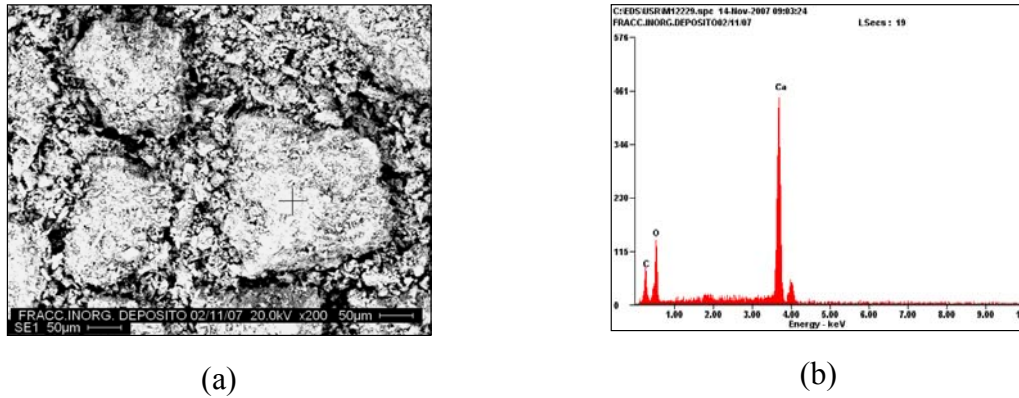 FRACC.INORG. DEPOSITO 02/11/07 20.0kV x200 50µm
SE1 50µm
(a)
C:\EDS\USR\M12229.spc 14-Nov-2007 09:03:24
FRACC.INORG.DEPOSITO02/11/07 LSecs : 19
576
461
346
230
115
0
Ca
O
C
1.00 2.00 3.00 4.00 5.00 6.00 7.00 8.00 9.00
Energy - keV
(b)